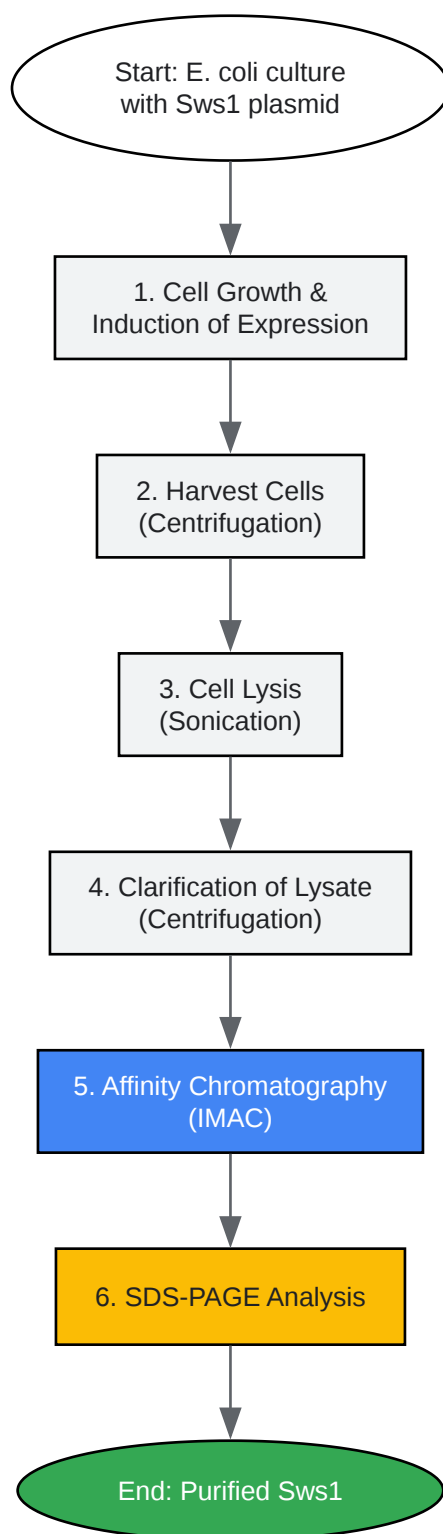 Start: E. coli culture
with Sws1 plasmid
1. Cell Growth &
Induction of Expression
2. Harvest Cells
(Centrifugation)
3. Cell Lysis
(Sonication)
4. Clarification of Lysate
(Centrifugation)
5. Affinity Chromatography
(IMAC)
6. SDS-PAGE Analysis
End: Purified Sws1